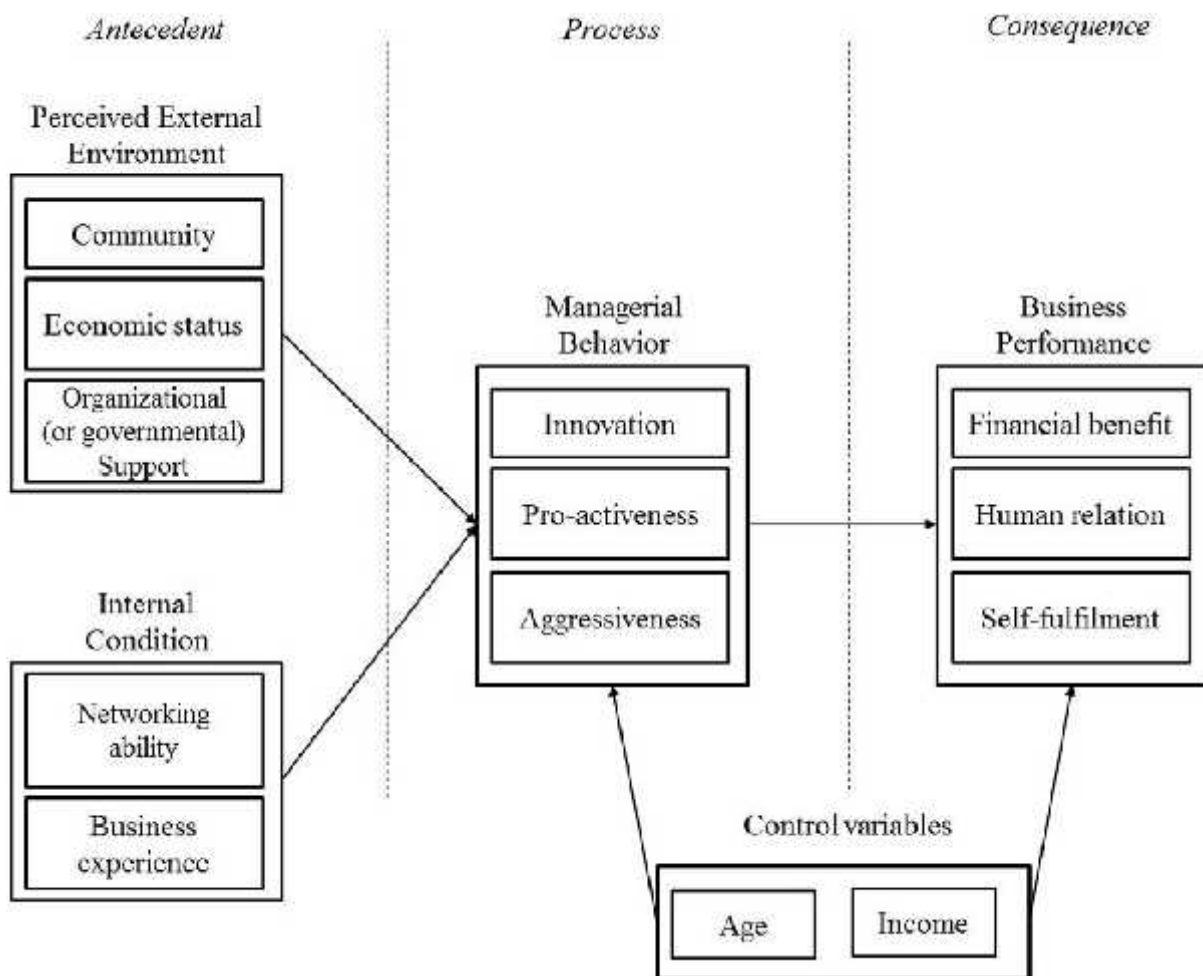 Antecedent
Process
Consequence
Perceived External
Environment
Community
Economic status
Organizational
(or governmental)
Support
Internal
Condition
Networking
ability
Business
experience
Managerial
Behavior
Innovation
Pro-activeness
Aggressiveness
Business
Performance
Financial benefit
Human relation
Self-fulfilment
Control variables
Age
Income